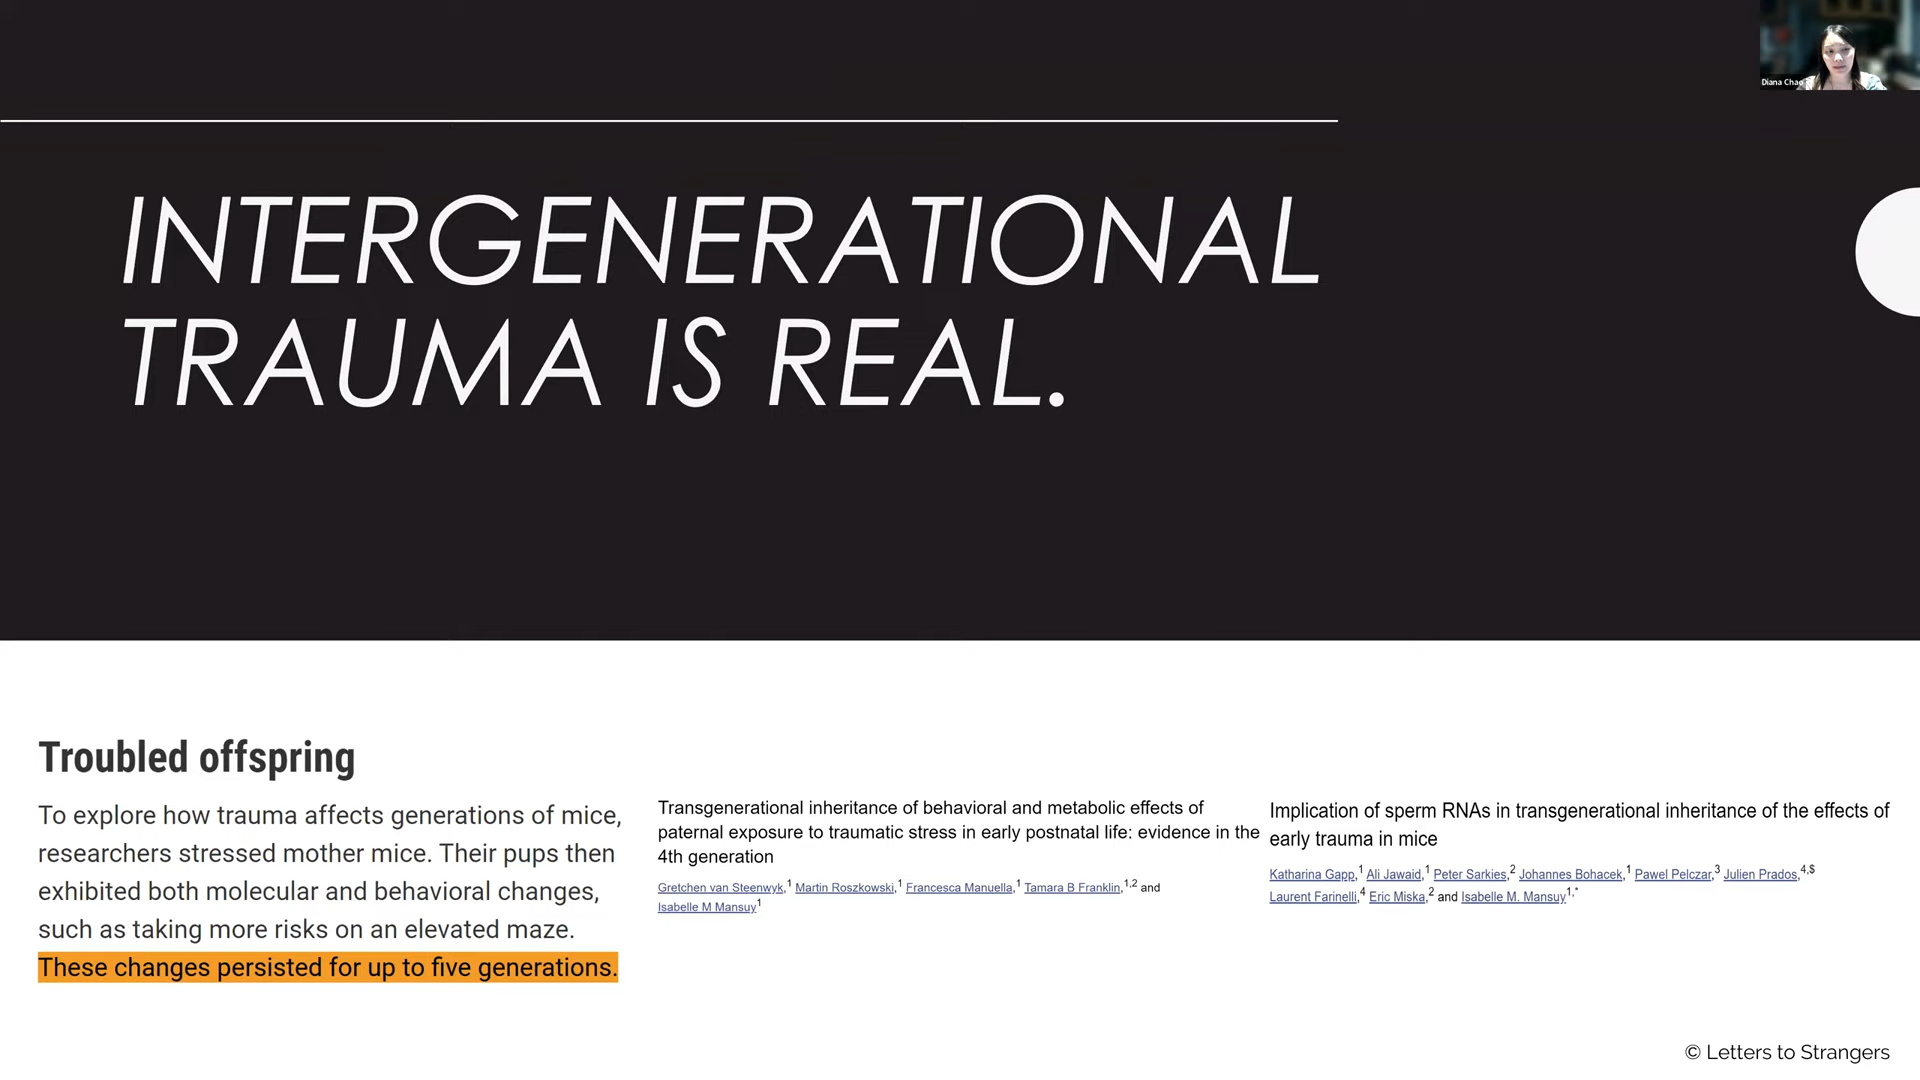 Diana Chao
INTERGENERATIONAL
TRAUMA IS REAL.
Troubled offspring
To explore how trauma affects generations of mice,
researchers stressed mother mice. Their pups then
exhibited both molecular and behavioral changes,
such as taking more risks on an elevated maze.
These changes persisted for up to five generations.
Transgenerational inheritance of behavioral and metabolic effects of
paternal exposure to traumatic stress in early postnatal life: evidence in the
4th generation
Gretchen van Steenwyk,1 Martin Roszkowski,1 Francesca Manuella,1 Tamara B Franklin,1,2 and
Isabelle M Mansuy1
Implication of sperm RNAs in transgenerational inheritance of the effects of
early trauma in mice
Katharina Gapp,1 Ali Jawaid,1 Peter Sarkies,2 Johannes Bohacek,1 Pawel Pelczar,3 Julien Prados,4,$
Laurent Farinelli,4 Eric Miska,2 and Isabelle M. Mansuy1,*
© Letters to Strangers